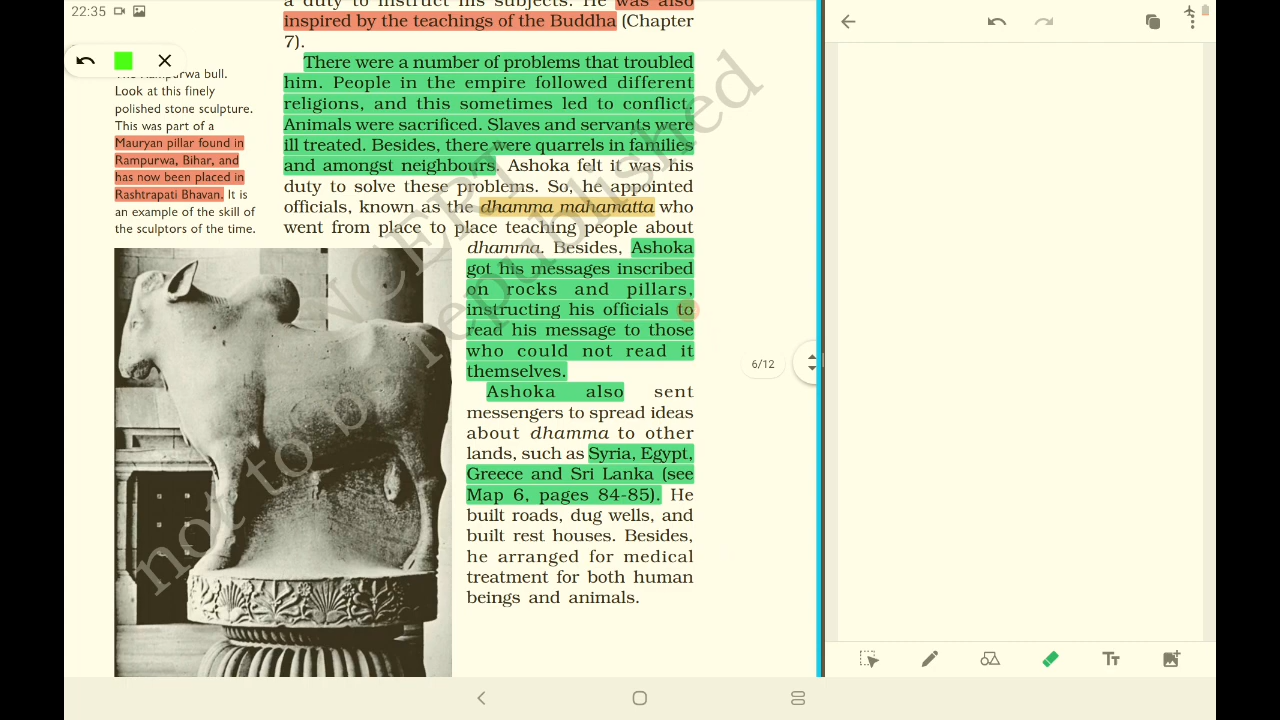 22:35
a duty to instruct his subjects. He was also
inspired by the teachings of the Buddha (Chapter
7).
There were a number of problems that troubled
him. People in the empire followed different
religions, and this sometimes led to conflict.
Animals were sacrificed. Slaves and servants were
ill treated. Besides, there were quarrels in families
and amongst neighbours. Ashoka felt it was his
duty to solve these problems. So, he appointed
officials, known as the dhamma mahamatta who
went from place to place teaching people about
dhamma. Besides, Ashoka
got his messages inscribed
on rocks and pillars,
instructing his officials to
read his message to those
who could not read it
themselves.
Ashoka also sent
messengers to spread ideas
about dhamma to other
lands, such as Syria, Egypt,
Greece and Sri Lanka (see
Map 6, pages 84-85). He
built roads, dug wells, and
built rest houses. Besides,
he arranged for medical
treatment for both human
beings and animals.
The Rampurwa bull.
Look at this finely
polished stone sculpture.
This was part of a
Mauryan pillar found in
Rampurwa, Bihar, and
has now been placed in
Rashtrapati Bhavan. It is
an example of the skill of
the sculptors of the time.
NCERT
not to be republished
6/12
Tт